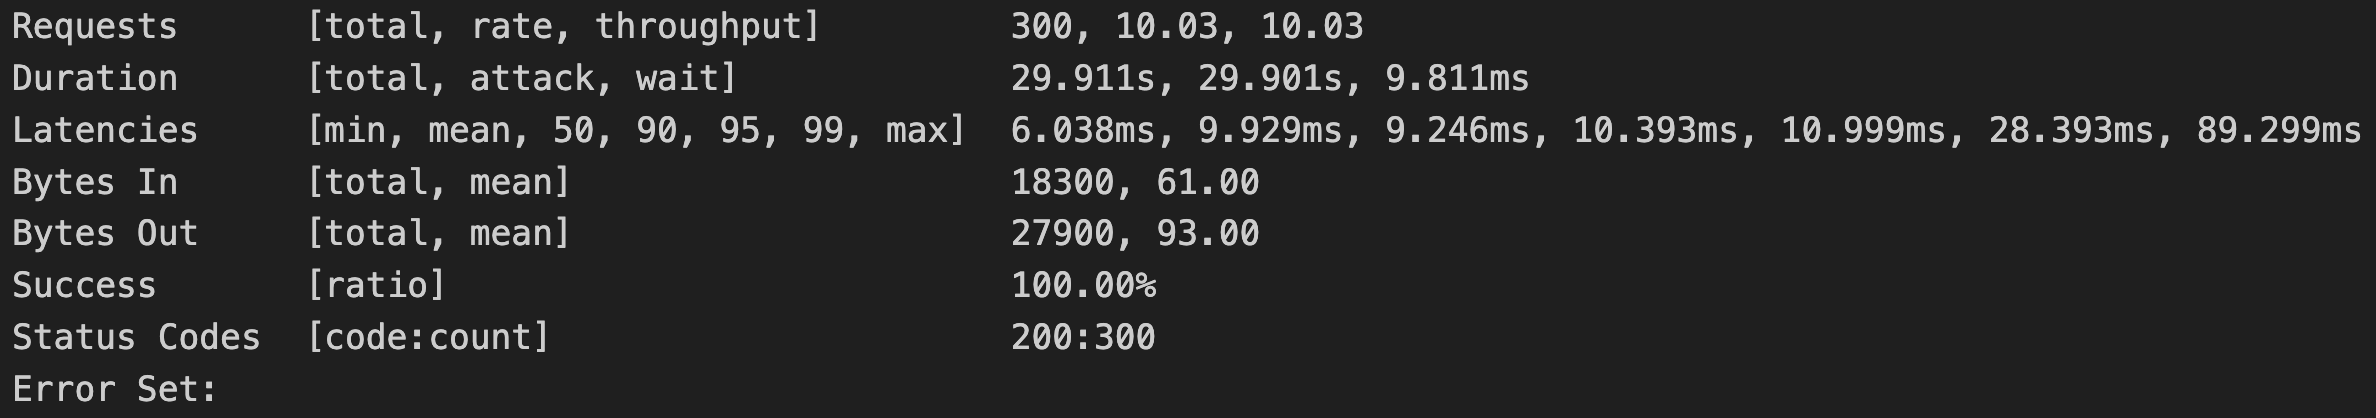 Requests      [total, rate, throughput]         300, 10.03, 10.03
Duration      [total, attack, wait]             29.911s, 29.901s, 9.811ms
Latencies     [min, mean, 50, 90, 95, 99, max]  6.038ms, 9.929ms, 9.246ms, 10.393ms, 10.999ms, 28.393ms, 89.299ms
Bytes In      [total, mean]                     18300, 61.00
Bytes Out     [total, mean]                     27900, 93.00
Success       [ratio]                           100.00%
Status Codes  [code:count]                      200:300
Error Set: